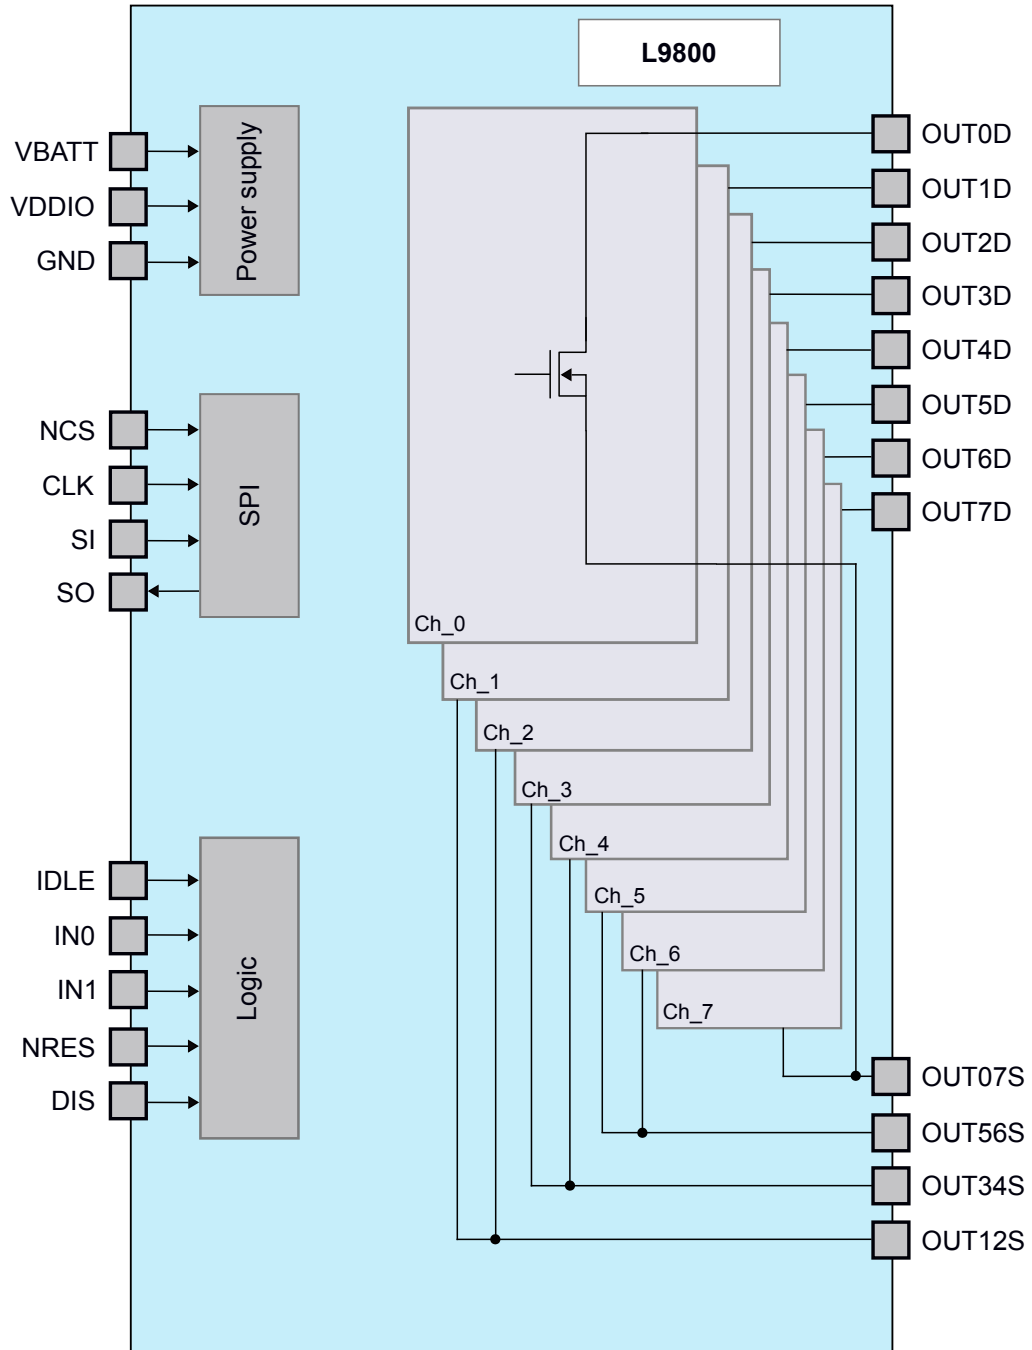 L9800
VBATT
VDDIO
GND
Power supply
NCS
CLK
SI
SO
SPI
IDLE
IN0
IN1
NRES
DIS
Logic
Ch_0
Ch_1
Ch_2
Ch_3
Ch_4
Ch_5
Ch_6
Ch_7
OUT0D
OUT1D
OUT2D
OUT3D
OUT4D
OUT5D
OUT6D
OUT7D
OUT07S
OUT56S
OUT34S
OUT12S